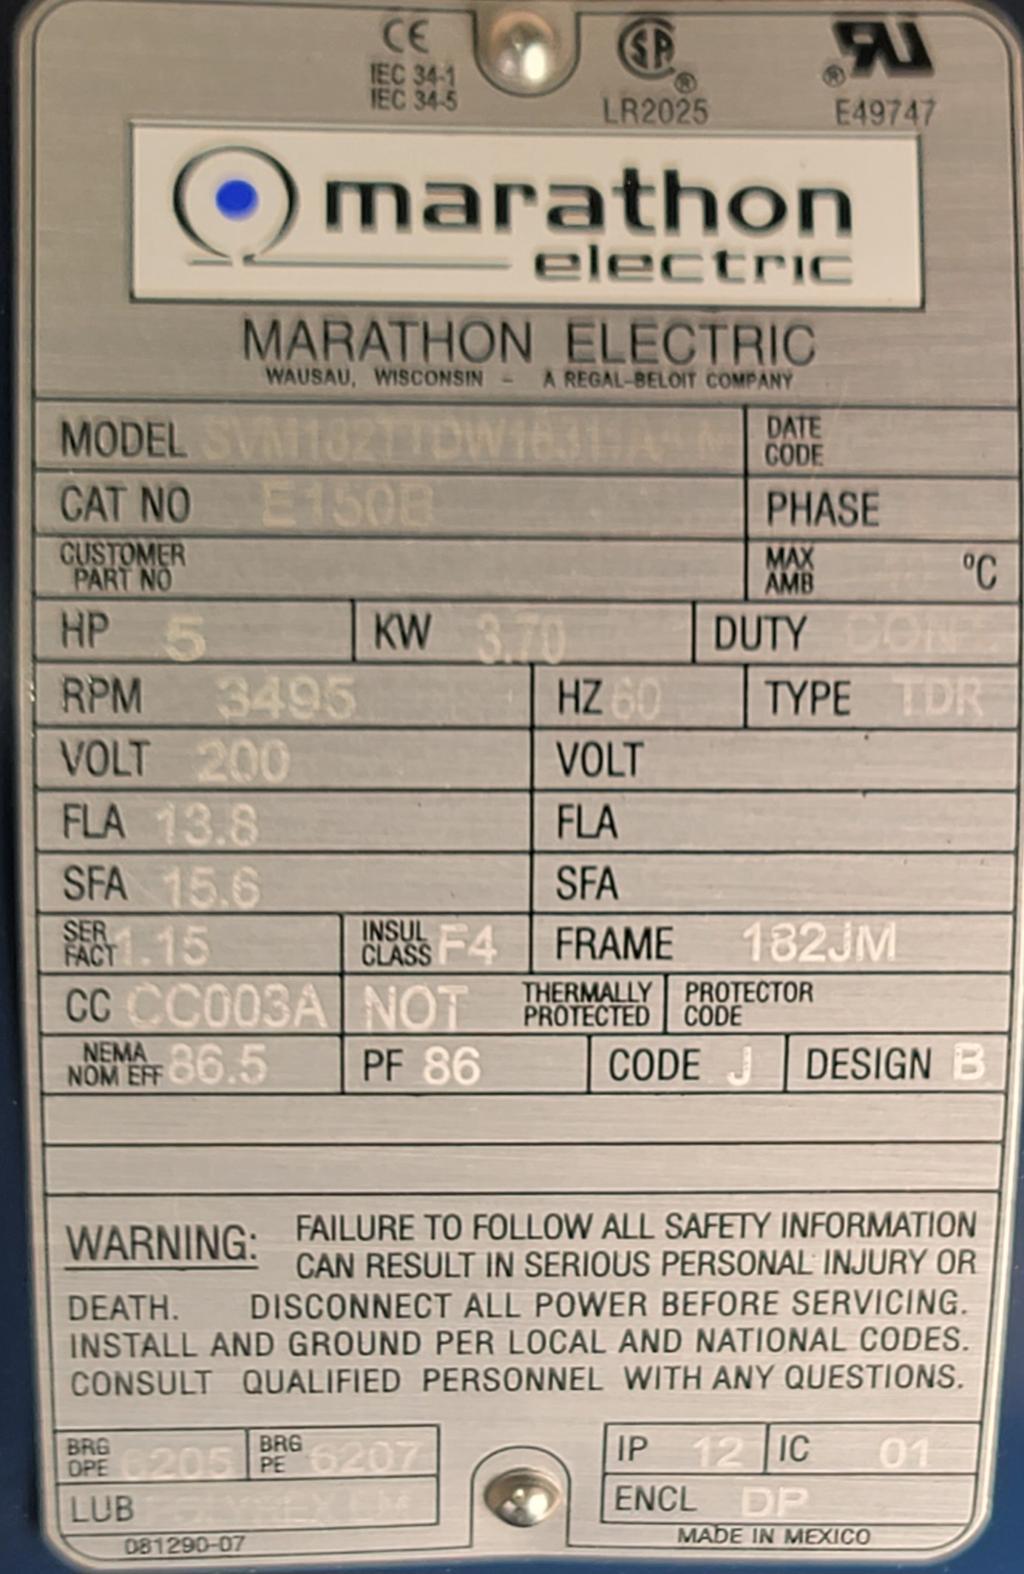 CE
IEC 34-1
IEC 34-5
SP ®
LR2025
RU ®
E49747
marathon
electric
MARATHON ELECTRIC
WAUSAU, WISCONSIN - A REGAL-BELOIT COMPANY
MODEL DATE CODE
CAT NO E150B PHASE
CUSTOMER PART NO MAX AMB °C
HP 5 KW 3.70 DUTY CONT.
RPM 3495 HZ 60 TYPE TDR
VOLT 200 VOLT
FLA 13.8 FLA
SFA 15.6 SFA
SER FACT 1.15 INSUL CLASS F4 FRAME 182JM
CC CC003A NOT THERMALLY PROTECTED PROTECTOR CODE
NEMA NOM EFF 86.5 PF 86 CODE J DESIGN B
WARNING: FAILURE TO FOLLOW ALL SAFETY INFORMATION
CAN RESULT IN SERIOUS PERSONAL INJURY OR
DEATH. DISCONNECT ALL POWER BEFORE SERVICING.
INSTALL AND GROUND PER LOCAL AND NATIONAL CODES.
CONSULT QUALIFIED PERSONNEL WITH ANY QUESTIONS.
BRG OPE 6205 BRG PE 6207 IP 12 IC 01
LUB ENCL DP
081290-07 MADE IN MEXICO